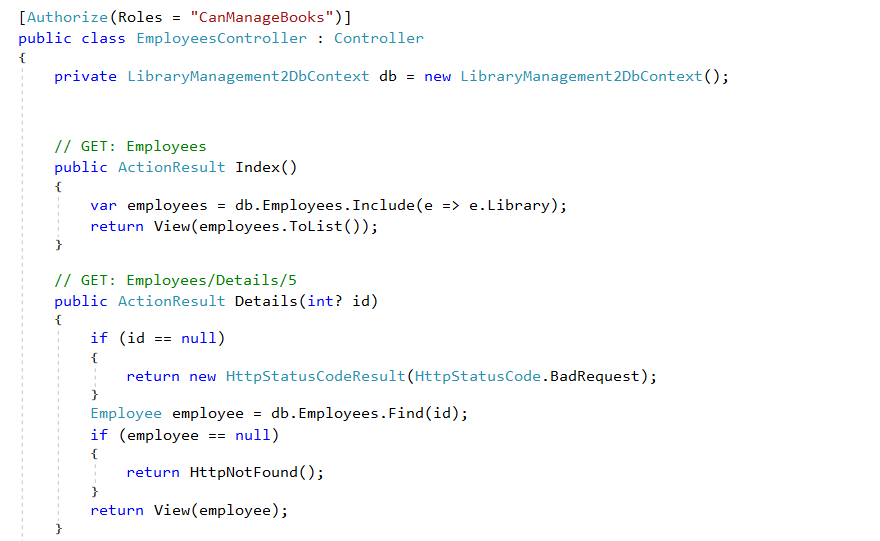 [Authorize(Roles = "CanManageBooks")]
public class EmployeesController : Controller
{
    private LibraryManagement2DbContext db = new LibraryManagement2DbContext();
    // GET: Employees
    public ActionResult Index()
    {
        var employees = db.Employees.Include(e => e.Library);
        return View(employees.ToList());
    }
    // GET: Employees/Details/5
    public ActionResult Details(int? id)
    {
        if (id == null)
        {
            return new HttpStatusCodeResult(HttpStatusCode.BadRequest);
        }
        Employee employee = db.Employees.Find(id);
        if (employee == null)
        {
            return HttpNotFound();
        }
        return View(employee);
    }